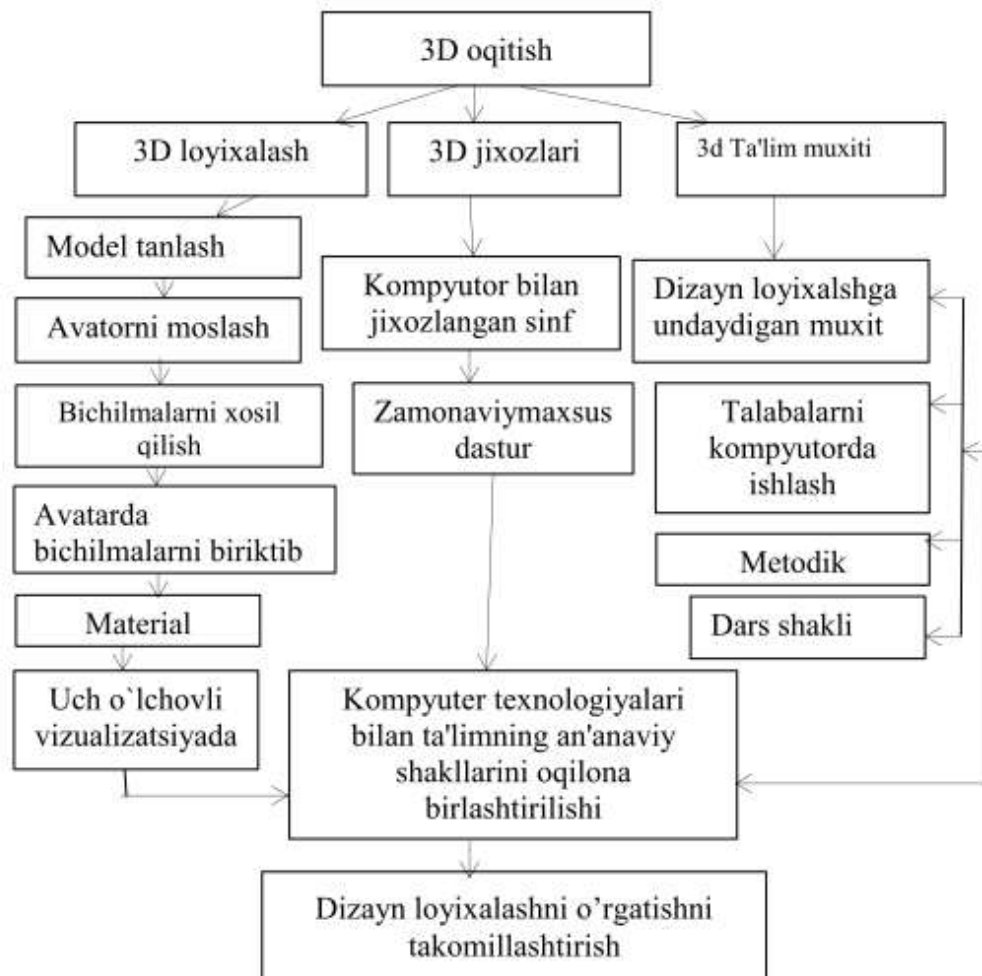 3D oqitish
3D loyixalash
3D jixozlari
3d Ta'lim muxiti
Model tanlash
Avatorni moslash
Bichilmalarni xosil
qilish
Avatarda
bichilmalarni biriktib
Material
Uch o`lchovli
vizualizatsiyada
Kompyutor bilan
jixozlangan sinf
Zamonaviymaxsus
dastur
Dizayn loyixalshga
undaydigan muxit
Talabalarni
kompyutorda
ishlash
Metodik
Dars shakli
Kompyuter texnologiyalari
bilan ta'limning an'anaviy
shakllarini oqilona
birlashtirilishi
Dizayn loyixalashni o’rgatishni
takomillashtirish